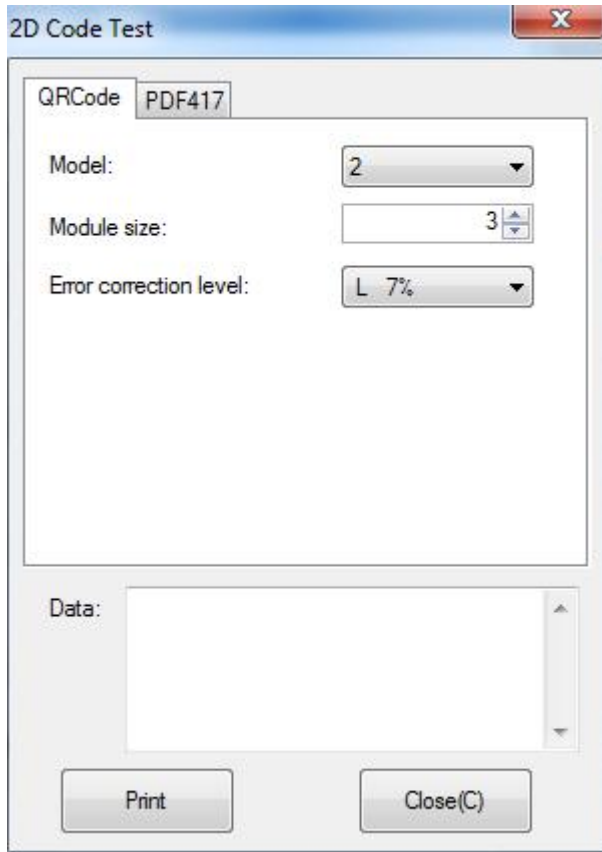 2D Code Test
QRCode PDF417
Model: 2
Module size: 3
Error correction level: L 7%
Data:
Print Close(C)